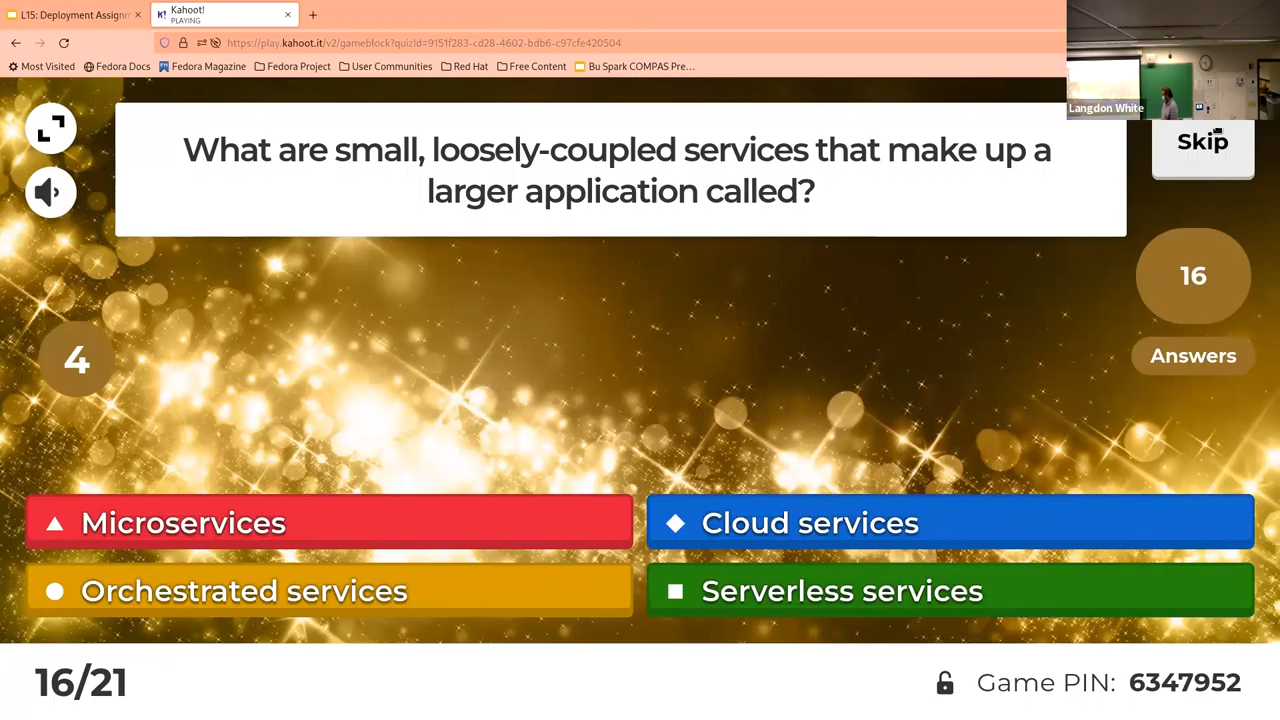 L15: Deployment Assignm
Kahoot!
PLAYING
https://play.kahoot.it/v2/gameblock?quizId=9151f283-cd28-4602-bdb6-c97cfe420504
Most Visited
Fedora Docs
Fedora Magazine
Fedora Project
User Communities
Red Hat
Free Content
Bu Spark COMPAS Pre…
Langdon White
What are small, loosely-coupled services that make up a
larger application called?
Skip
16
Answers
4
Microservices
Cloud services
Orchestrated services
Serverless services
16/21
Game PIN: 6347952